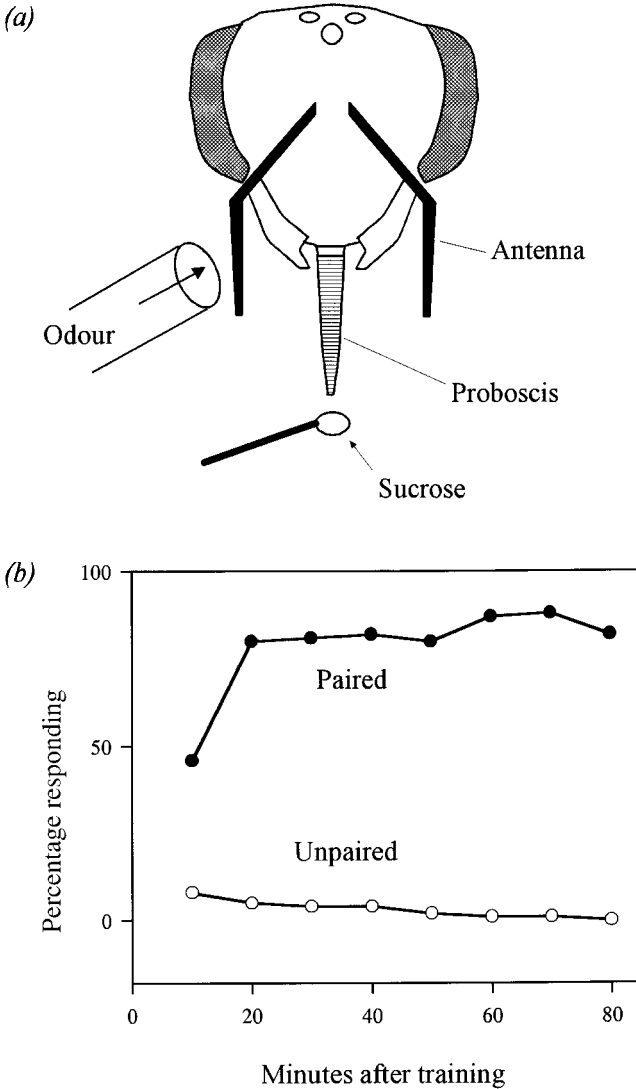 (a)
Antenna
Odour
Proboscis
Sucrose
(b)
100
Paired
50
Percentage responding
Unpaired
0
0 20 40 60 80
Minutes after training